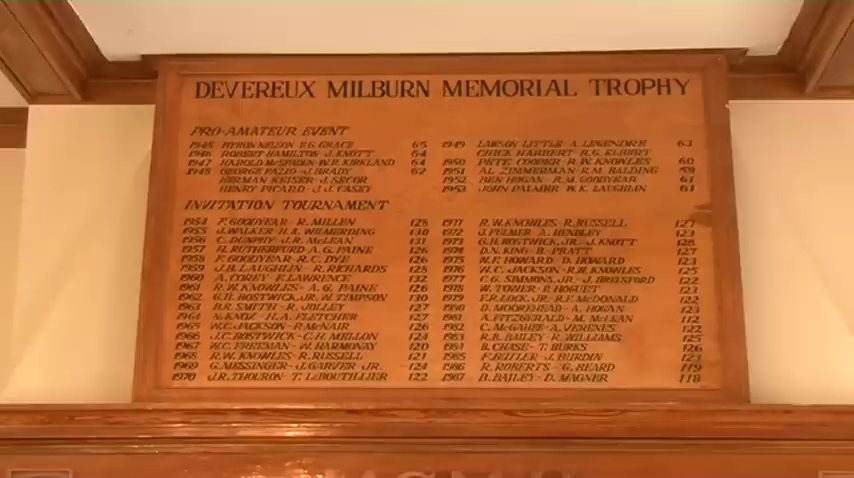 DEVEREUX MILBURN MEMORIAL TROPHY
PRO-AMATEUR EVENT
1945 BYRON NELSON-P.G. GRACE 65
1946 ROBERT HAMILTON-J. KNOTT 64
1947 HAROLD McSPADEN-W.R. KIRKLAND 64
1948 GEORGE FAZIO-J. BRADY 62
HERMAN KEISER-J. SECOR
HENRY PICARD-J.J. CASEY
1949 LAWSON LITTLE-A. LEGENDRE 63
CHICK HARBERT-R.G.
1950 PETE COOPER-R.W. KNOWLES 60
1951 AL ZIMMERMAN-R.M. BALDING 59
1952 BEN HOGAN-R.M. GOODYEAR 61
1953 JOHN PALMER-W.K. LAUGHLIN 61
INVITATION TOURNAMENT
1954 F. GOODYEAR-R. MILLEN 128
1955 J. WALKER-H.A. WILMERDING 130
1956 C. DUNPHY-J.R. McLEAN 131
1957 H. RUTHERFURD-A.G. PAINE 126
1958 F. GOODYEAR-R.C. DYE 126
1959 J.B. LAUGHLIN-R. RICHARDS 128
1960 A. COREY-F. LAWRENCE 132
1961 R.W. KNOWLES-A.G. PAINE 126
1962 G.H. BOSTWICK, JR. W. TIMPSON 130
1963 R.R. SMITH-R. JOLLEY 127
1964 N. KNOX-H.A. FLETCHER 127
1965 W.C. JACKSON-P. McNAIR 126
1966 J.C. BOSTWICK-C.H. MELLON 124
1967 W.C. FREEMAN-W. HARMONAY 120
1968 R.W. KNOWLES-R. RUSSELL 121
1969 G. MESSINGER-J. CARTER JR. 124
1970 J.R. THOURON-T. LeBOUTILLIER 122
1971 R.W. KNOWLES-R. RUSSELL 127
1972 J. FULMER-A. HENDLEY 123
1973 G.H. BOSTWICK, JR.-J. KNOTT 128
1974 D.N. KING-B. PRATT 127
1975 W.F. HOWARD-D. HOWARD 123
1976 W.C. JACKSON-R.W. KNOWLES 125
1977 C.G. SIMMONS, JR.-J. BRELSFORD 122
1978 W. TOWER-P. HOGUET 123
1979 F.R. LOCK, JR.-R.F. McDONALD 122
1980 D. MOOREHEAD-A. HOGAN 123
1981 A. FITZGERALD-M. McLEAN 112
1982 C. McGAHEE-A. VERENES 122
1983 R.B. BAILEY-R. WILLIAMS 125
1984 B. CHASE-T. BURKS 126
1985 F. BUTLER-J. BURDIN 123
1986 R. ROBERTS-G. BEARD 119
1987 B. BAILEY-D. MAGNER 118